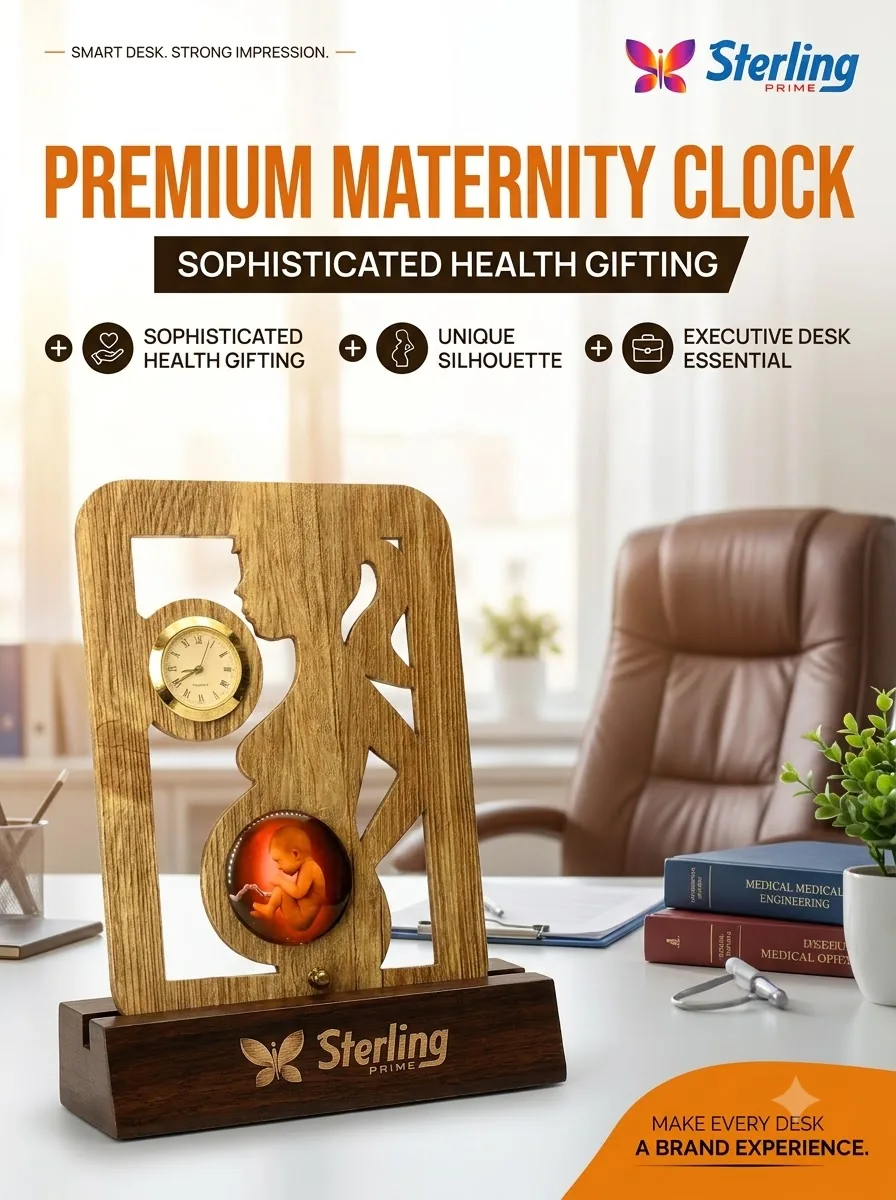 SMART DESK. STRONG IMPRESSION.
Sterling
PRIME
PREMIUM MATERNITY CLOCK
SOPHISTICATED HEALTH GIFTING
SOPHISTICATED
HEALTH GIFTING
UNIQUE
SILHOUETTE
EXECUTIVE DESK
ESSENTIAL
MEDICAL MEDICAL
ENGINEERING
MEDICAL
Sterling
PRIME
MAKE EVERY DESK
A BRAND EXPERIENCE.